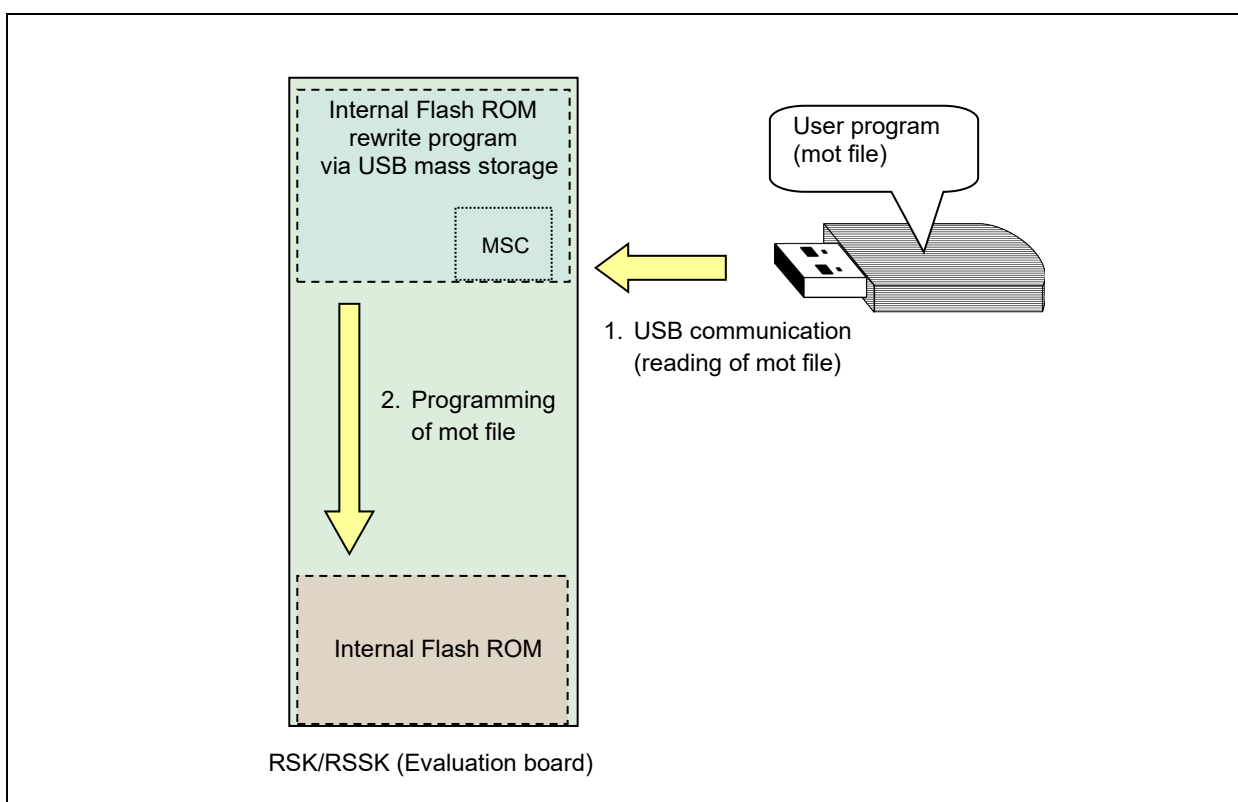 Internal Flash ROM
rewrite program
via USB mass storage
MSC
User program
(mot file)
1. USB communication
(reading of mot file)
2. Programming
of mot file
Internal Flash ROM
RSK/RSSK (Evaluation board)